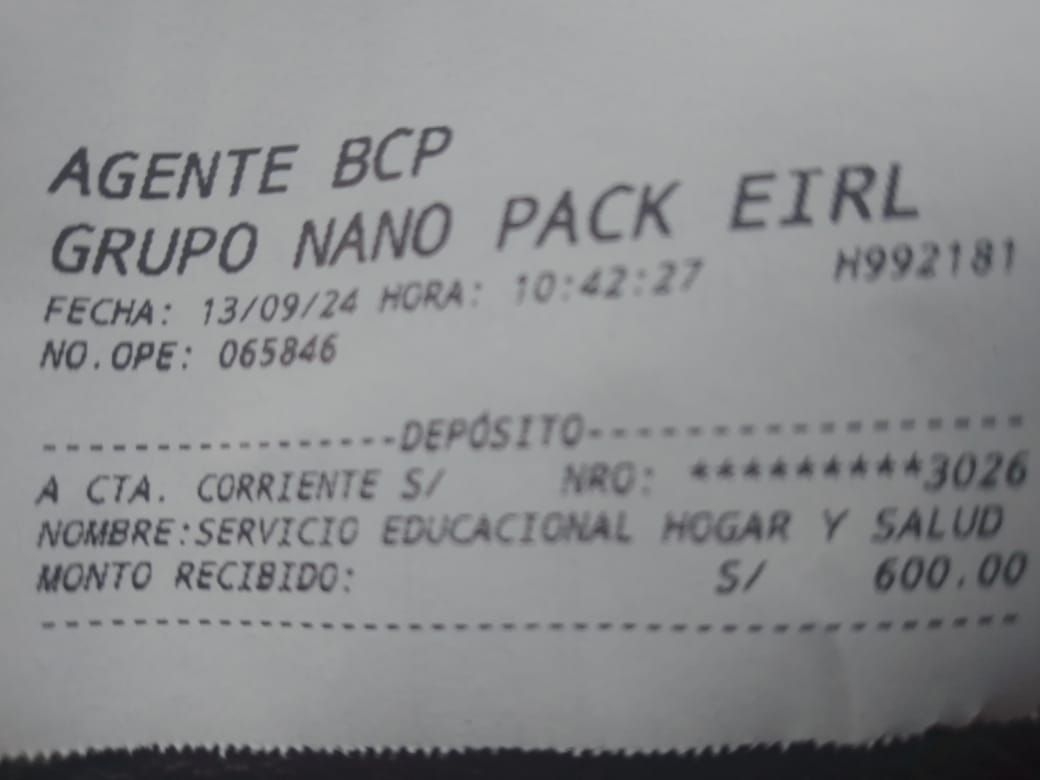 AGENTE BCP
GRUPO NANO PACK EIRL
FECHA: 13/09/24 HORA: 10:42:27 H992181
NO.OPE: 065846
-----------------DEPÓSITO-----------------
A CTA. CORRIENTE S/ NRO: *********3026
NOMBRE:SERVICIO EDUCACIONAL HOGAR Y SALUD
MONTO RECIBIDO: S/ 600.00
------------------------------------------